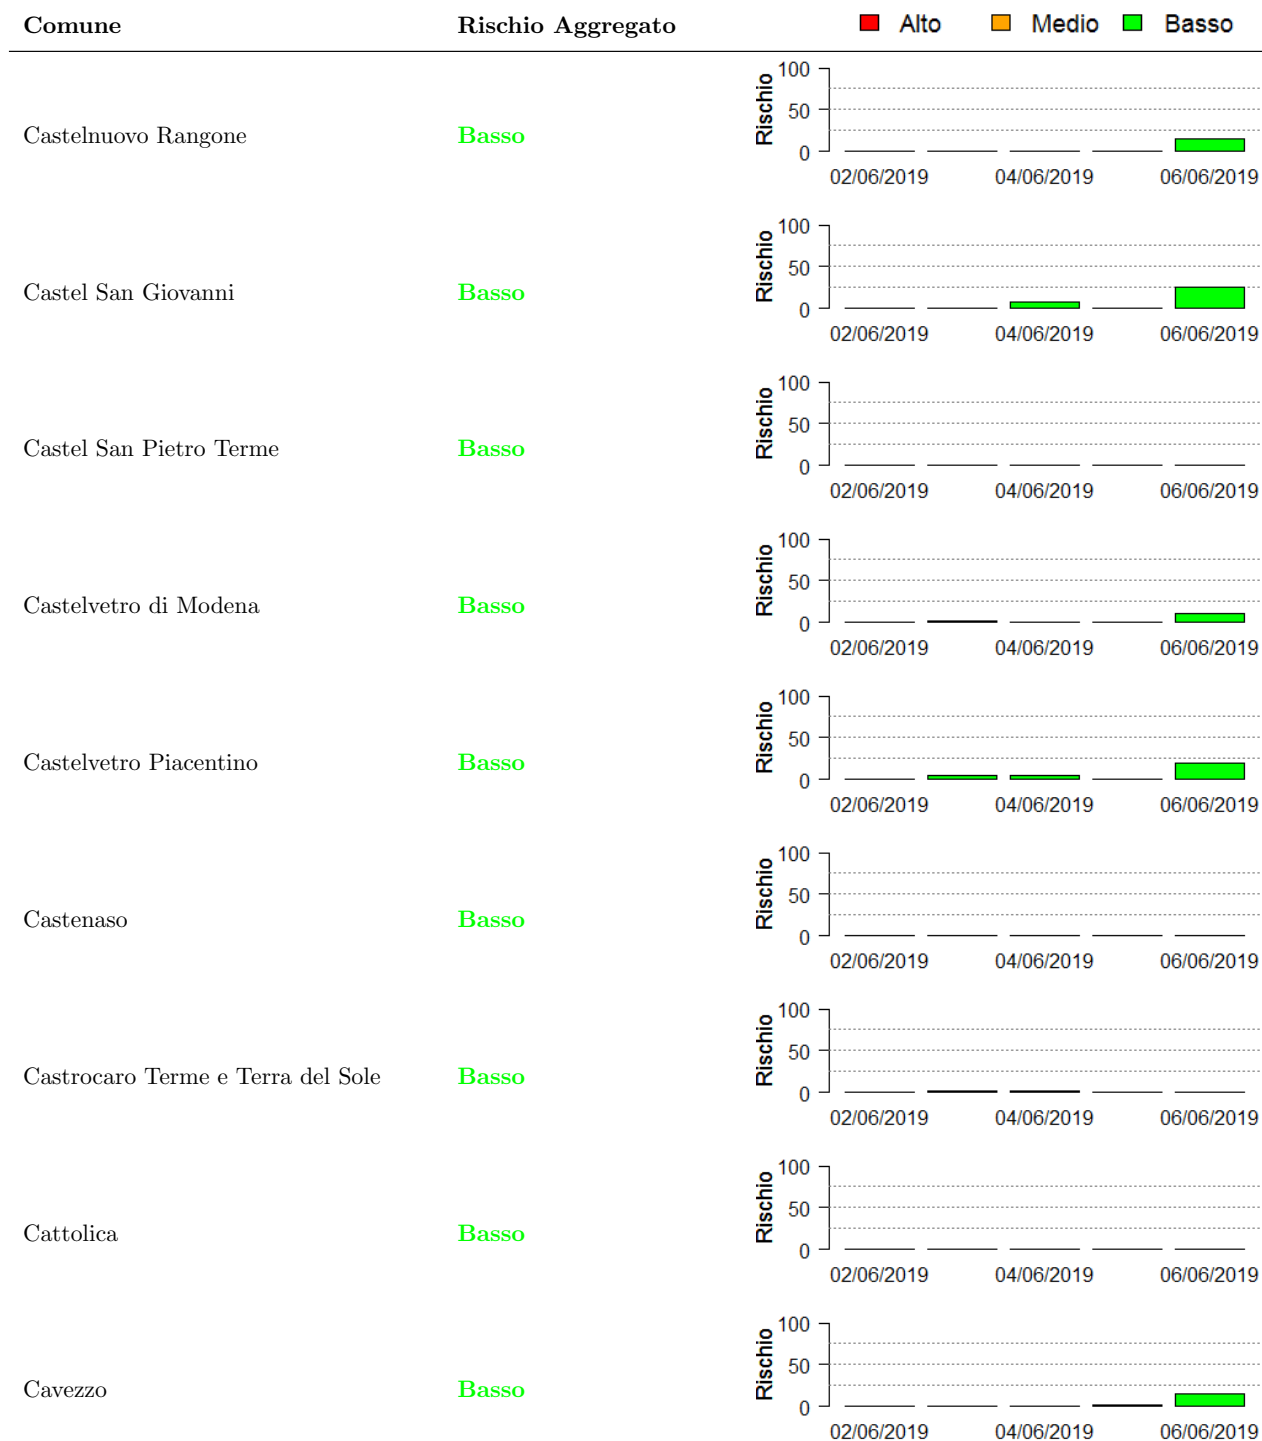 Comune Rischio Aggregato Alto Medio Basso
Castelnuovo Rangone Basso
Rischio
100
50
0
02/06/2019 04/06/2019 06/06/2019
Castel San Giovanni Basso
Rischio
100
50
0
02/06/2019 04/06/2019 06/06/2019
Castel San Pietro Terme Basso
Rischio
100
50
0
02/06/2019 04/06/2019 06/06/2019
Castelvetro di Modena Basso
Rischio
100
50
0
02/06/2019 04/06/2019 06/06/2019
Castelvetro Piacentino Basso
Rischio
100
50
0
02/06/2019 04/06/2019 06/06/2019
Castenaso Basso
Rischio
100
50
0
02/06/2019 04/06/2019 06/06/2019
Castrocaro Terme e Terra del Sole Basso
Rischio
100
50
0
02/06/2019 04/06/2019 06/06/2019
Cattolica Basso
Rischio
100
50
0
02/06/2019 04/06/2019 06/06/2019
Cavezzo Basso
Rischio
100
50
0
02/06/2019 04/06/2019 06/06/2019